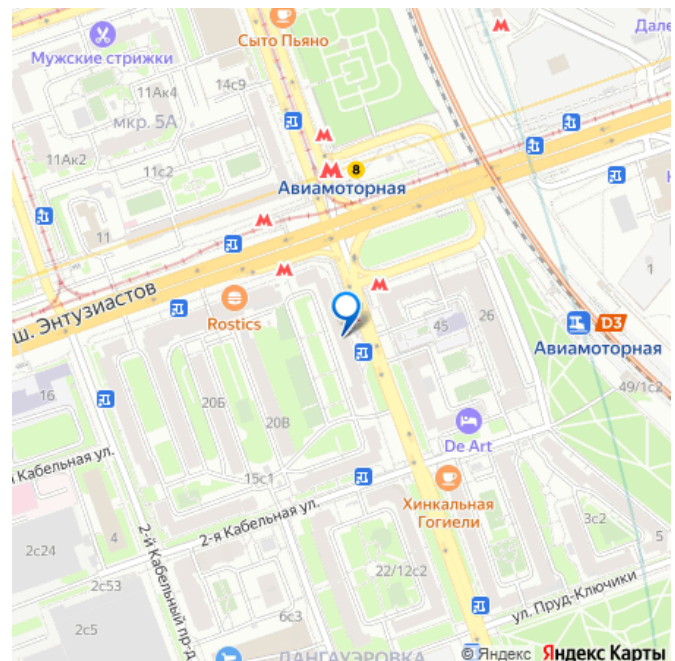 Сыто Пьяно
Дале
Мужские стрижки
11Ак4
14с9
мкр. 5А
11Ак2
11с2
8
Авиамоторная
11
1
ш. Энтузиастов
Rostics
45
26
D3
Авиамоторная
49/1с2
16
20Б
20В
De Art
Кабельная ул.
15с1
Хинкальная
Гогиели
2-я Кабельная ул.
3с2
5
4
2с24
2-й Кабельный пр-д
22/12с2
2с53
ул. Пруд-Ключики
6с3
2с5
ДАНГАУЭРОВКА
© Яндекс Яндекс Карты